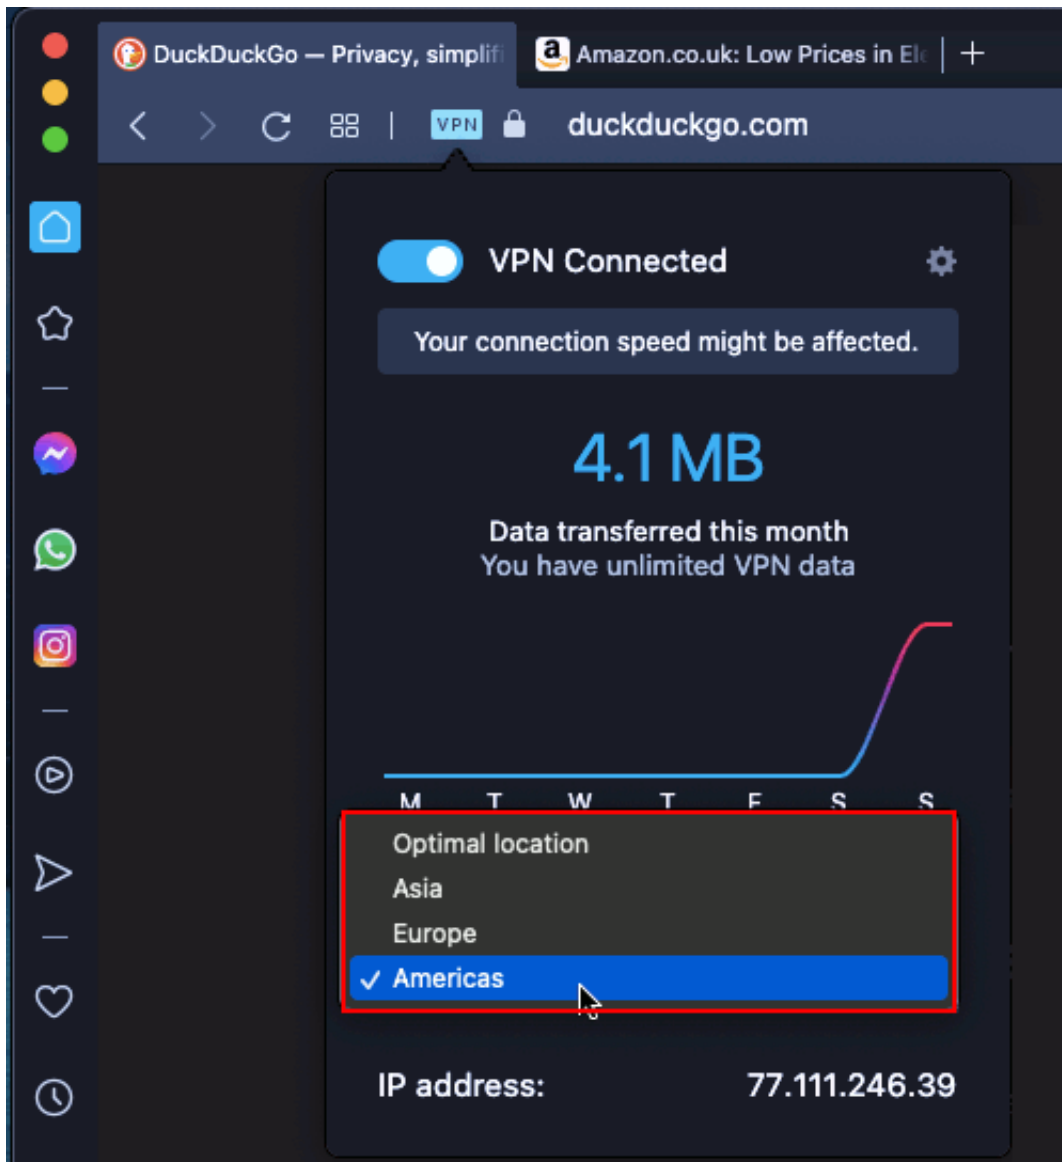 DuckDuckGo — Privacy, simplifi
Amazon.co.uk: Low Prices in Ele
VPN
duckduckgo.com
VPN Connected
Your connection speed might be affected.
4.1 MB
Data transferred this month
You have unlimited VPN data
M T W T F S S
Optimal location
Asia
Europe
✓ Americas
IP address: 77.111.246.39